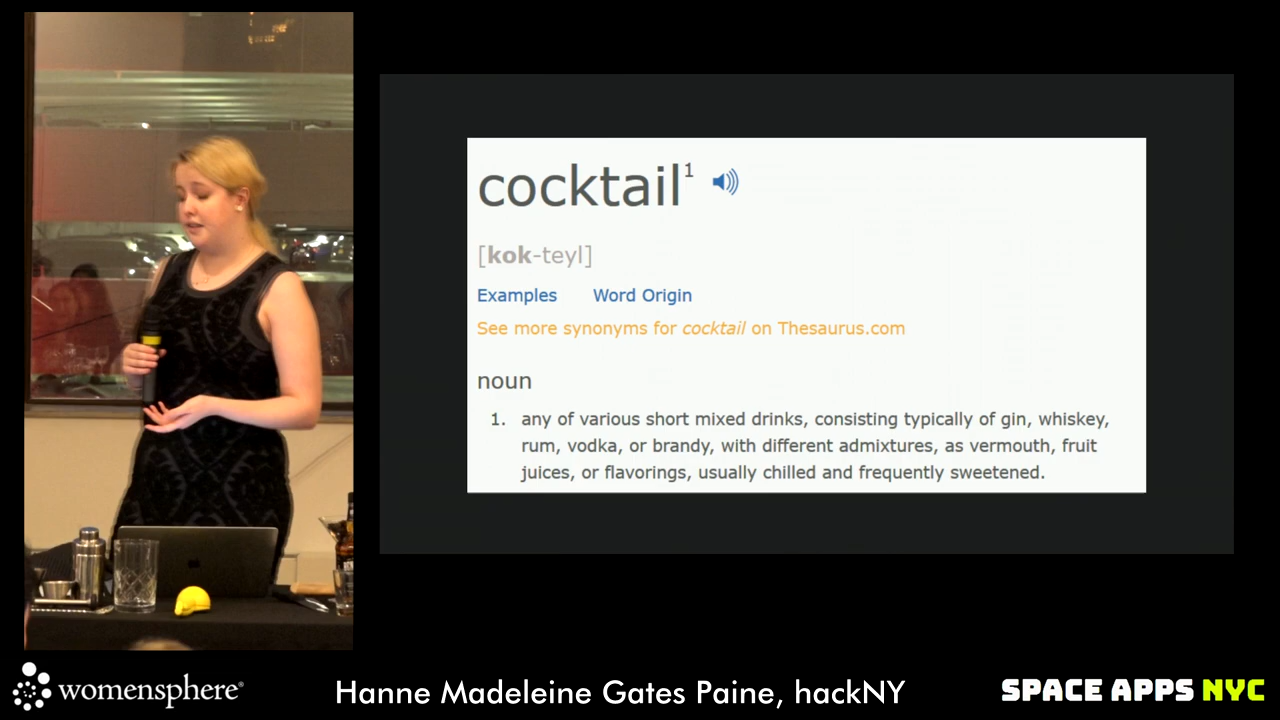 cocktail¹
[kok-teyl]
Examples Word Origin
See more synonyms for cocktail on Thesaurus.com
noun
1. any of various short mixed drinks, consisting typically of gin, whiskey,
rum, vodka, or brandy, with different admixtures, as vermouth, fruit
juices, or flavorings, usually chilled and frequently sweetened.
womensphere®
Hanne Madeleine Gates Paine, hackNY
SPACE APPS NYC